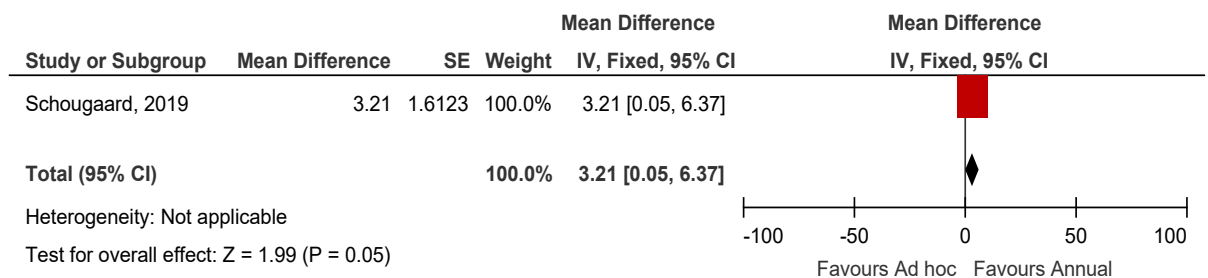 Mean Difference Mean Difference
Study or Subgroup Mean Difference SE Weight IV, Fixed, 95% CI IV, Fixed, 95% CI
Schougaard, 2019 3.21 1.6123 100.0% 3.21 [0.05, 6.37]
Total (95% CI) 100.0% 3.21 [0.05, 6.37]
Heterogeneity: Not applicable
Test for overall effect: Z = 1.99 (P = 0.05)
-100 -50 0 50 100
Favours Ad hoc Favours Annual